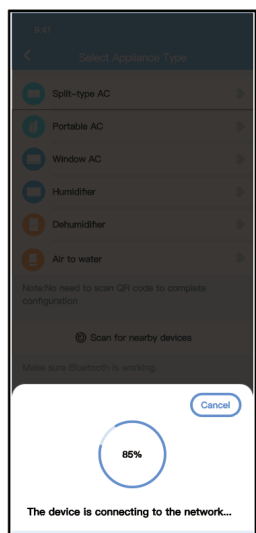 9:41
Select Appliance Type
Split-type AC
Portable AC
Window AC
Humidifier
Dehumidifier
Air to water
Note:No need to scan QR code to complete
configuration
Scan for nearby devices
Make sure Bluetooth is working.
Cancel
85%
The device is connecting to the network...